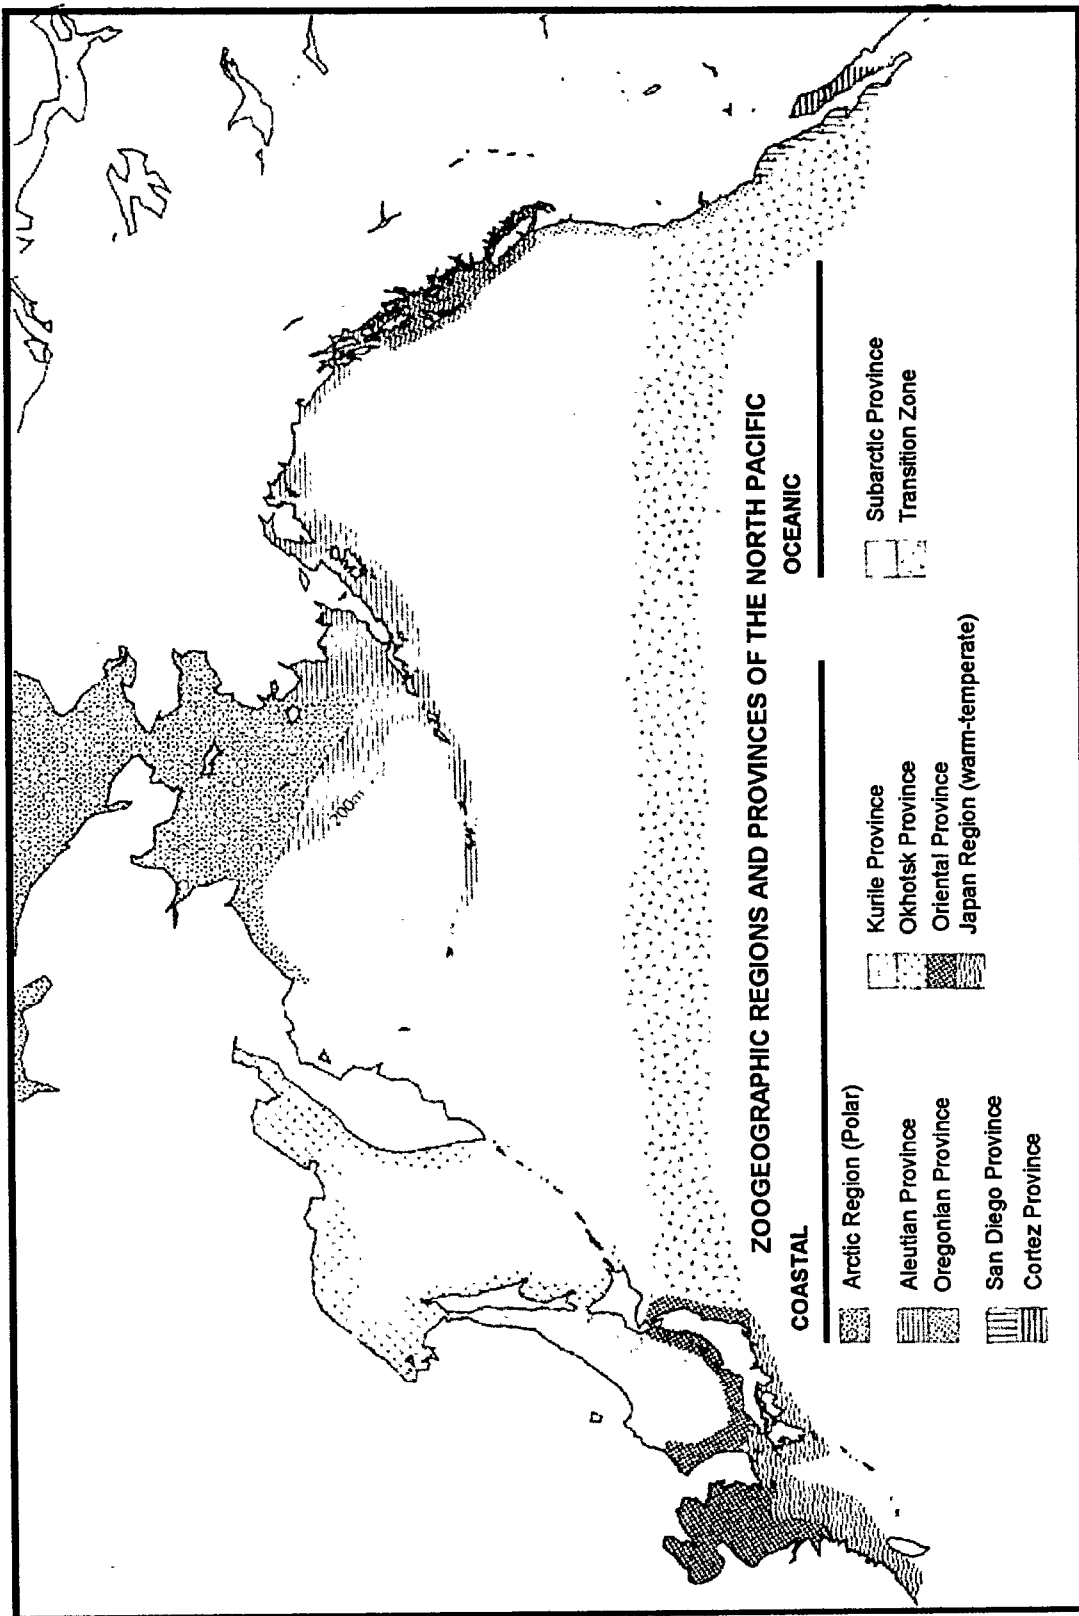 200m
ZOOGEOGRAPHIC REGIONS AND PROVINCES OF THE NORTH PACIFIC
COASTAL
Arctic Region (Polar)
Aleutian Province
Oregonian Province
San Diego Province
Cortez Province
Kurile Province
Okhotsk Province
Oriental Province
Japan Region (warm-temperate)
OCEANIC
Subarctic Province
Transition Zone